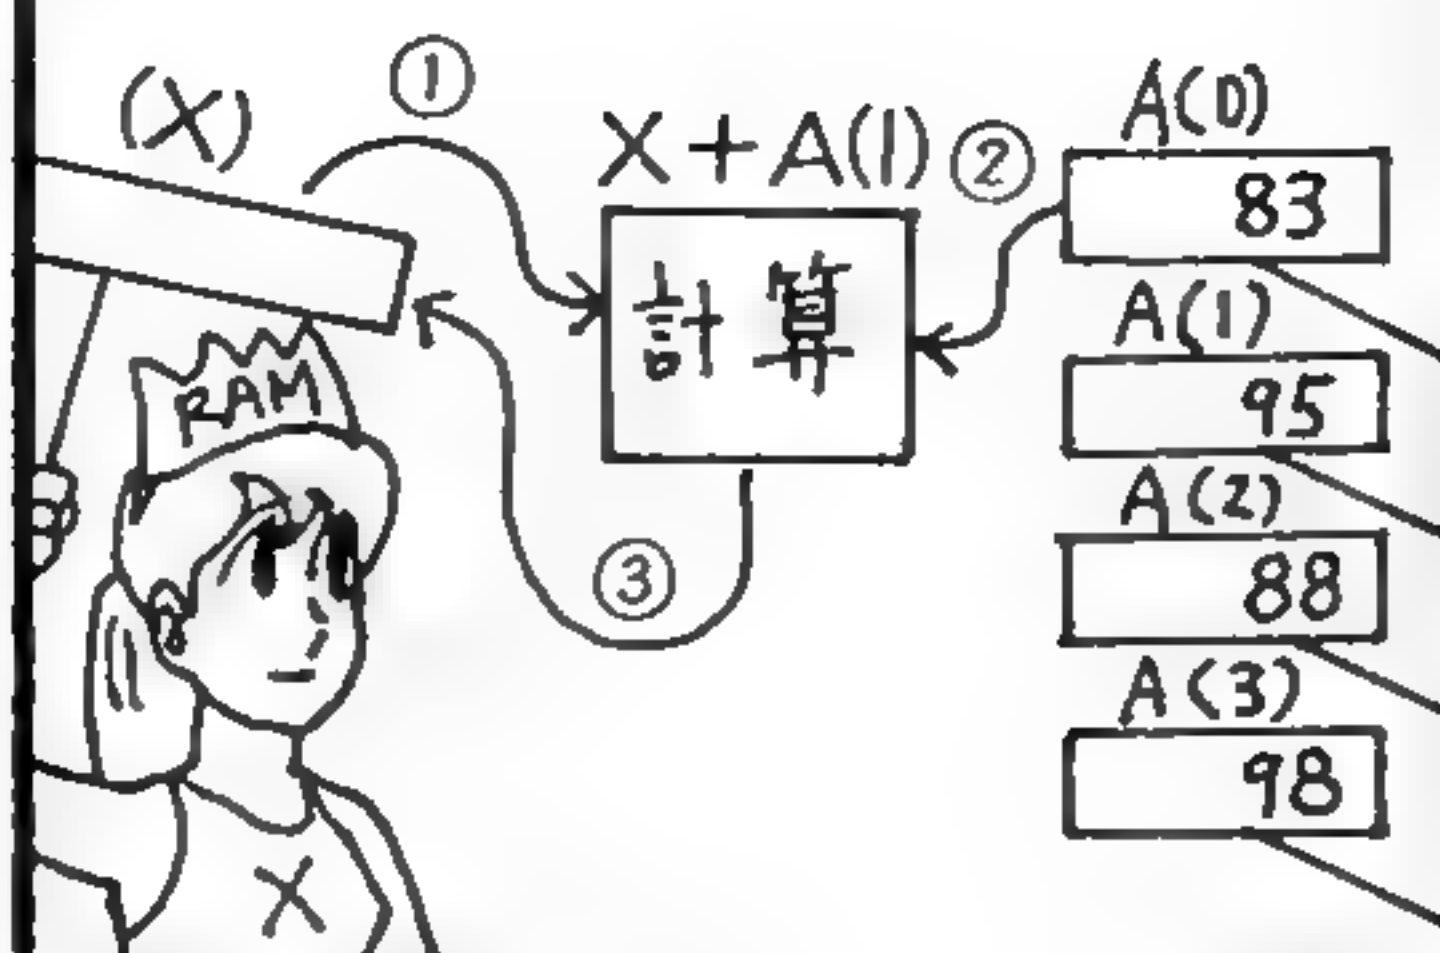 (X)
①
X+A(1)
②
A(0)
83
計算
A(1)
95
RAM
A(2)
88
③
A(3)
98
X